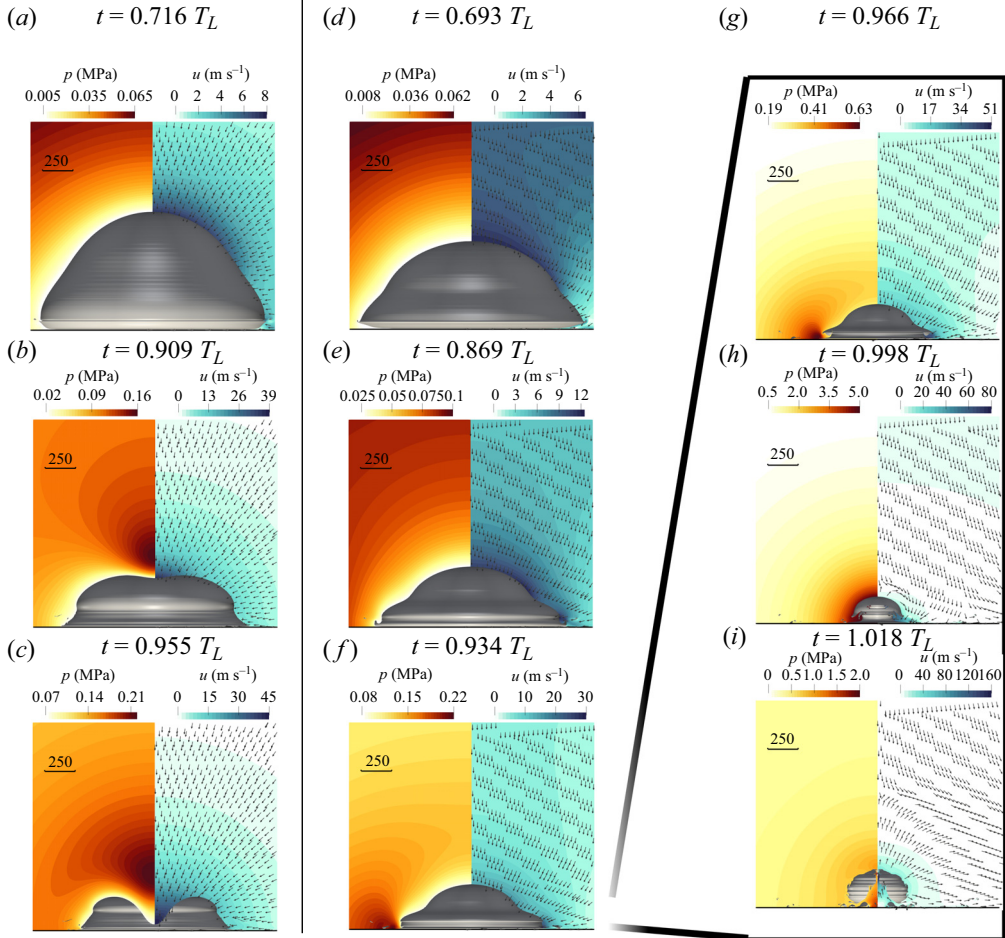 (a) t = 0.716 T_L
p (MPa) u (m s⁻¹)
0.005 0.035 0.065 0 2 4 6 8
250
(b) t = 0.909 T_L
p (MPa) u (m s⁻¹)
0.02 0.09 0.16 0 13 26 39
250
(c) t = 0.955 T_L
p (MPa) u (m s⁻¹)
0.07 0.14 0.21 0 15 30 45
250
(d) t = 0.693 T_L
p (MPa) u (m s⁻¹)
0.008 0.036 0.062 0 2 4 6
250
(e) t = 0.869 T_L
p (MPa) u (m s⁻¹)
0.025 0.05 0.075 0.1 0 3 6 9 12
250
(f) t = 0.934 T_L
p (MPa) u (m s⁻¹)
0.08 0.15 0.22 0 10 20 30
250
(g) t = 0.966 T_L
p (MPa) u (m s⁻¹)
0.19 0.41 0.63 0 17 34 51
250
(h) t = 0.998 T_L
p (MPa) u (m s⁻¹)
0.5 2.0 3.5 5.0 0 20 40 60 80
250
(i) t = 1.018 T_L
p (MPa) u (m s⁻¹)
0 0.5 1.0 1.5 2.0 0 40 80 120 160
250